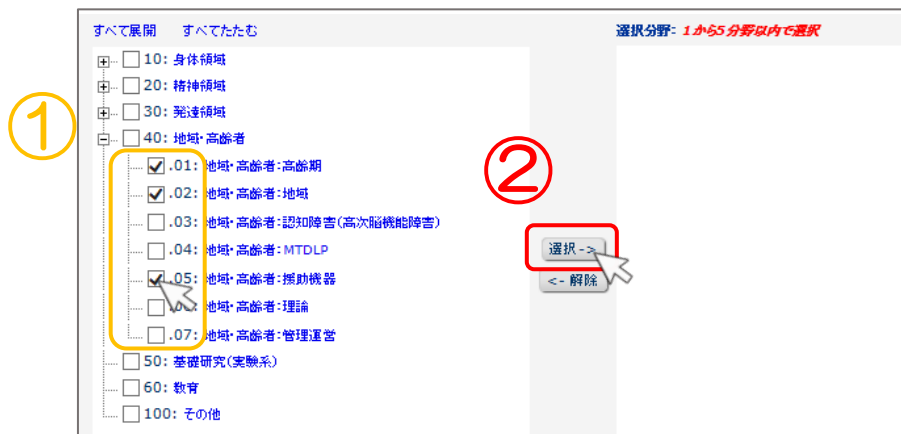 すべて展開 すべてたたむ
選択分野: 1から5分野以内で選択
10: 身体領域
20: 精神領域
30: 発達領域
①
40: 地域・高齢者
.01: 地域・高齢者:高齢期
②
.02: 地域・高齢者:地域
.03: 地域・高齢者:認知障害(高次脳機能障害)
.04: 地域・高齢者:MTDLP
選択->
.05: 地域・高齢者:援助機器
<- 解除
地域・高齢者:理論
.07: 地域・高齢者:管理運営
50: 基礎研究(実験系)
60: 教育
100: その他